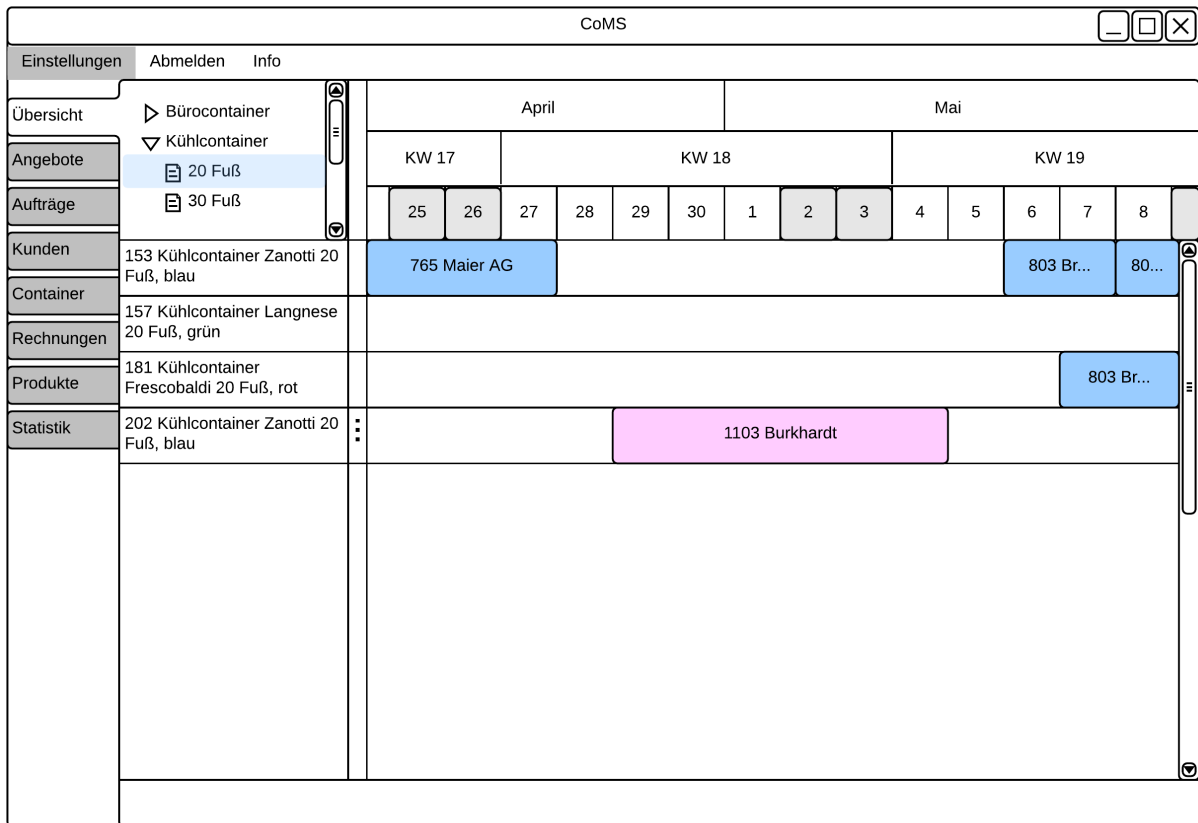 CoMS
Einstellungen Abmelden Info
Übersicht
Angebote
Aufträge
Kunden
Container
Rechnungen
Produkte
Statistik
Bürocontainer
Kühlcontainer
20 Fuß
30 Fuß
April Mai
KW 17 KW 18 KW 19
25 26 27 28 29 30 1 2 3 4 5 6 7 8
153 Kühlcontainer Zanotti 20
Fuß, blau
765 Maier AG 803 Br... 80...
157 Kühlcontainer Langnese
20 Fuß, grün
181 Kühlcontainer
Frescobaldi 20 Fuß, rot
803 Br...
202 Kühlcontainer Zanotti 20
Fuß, blau
1103 Burkhardt